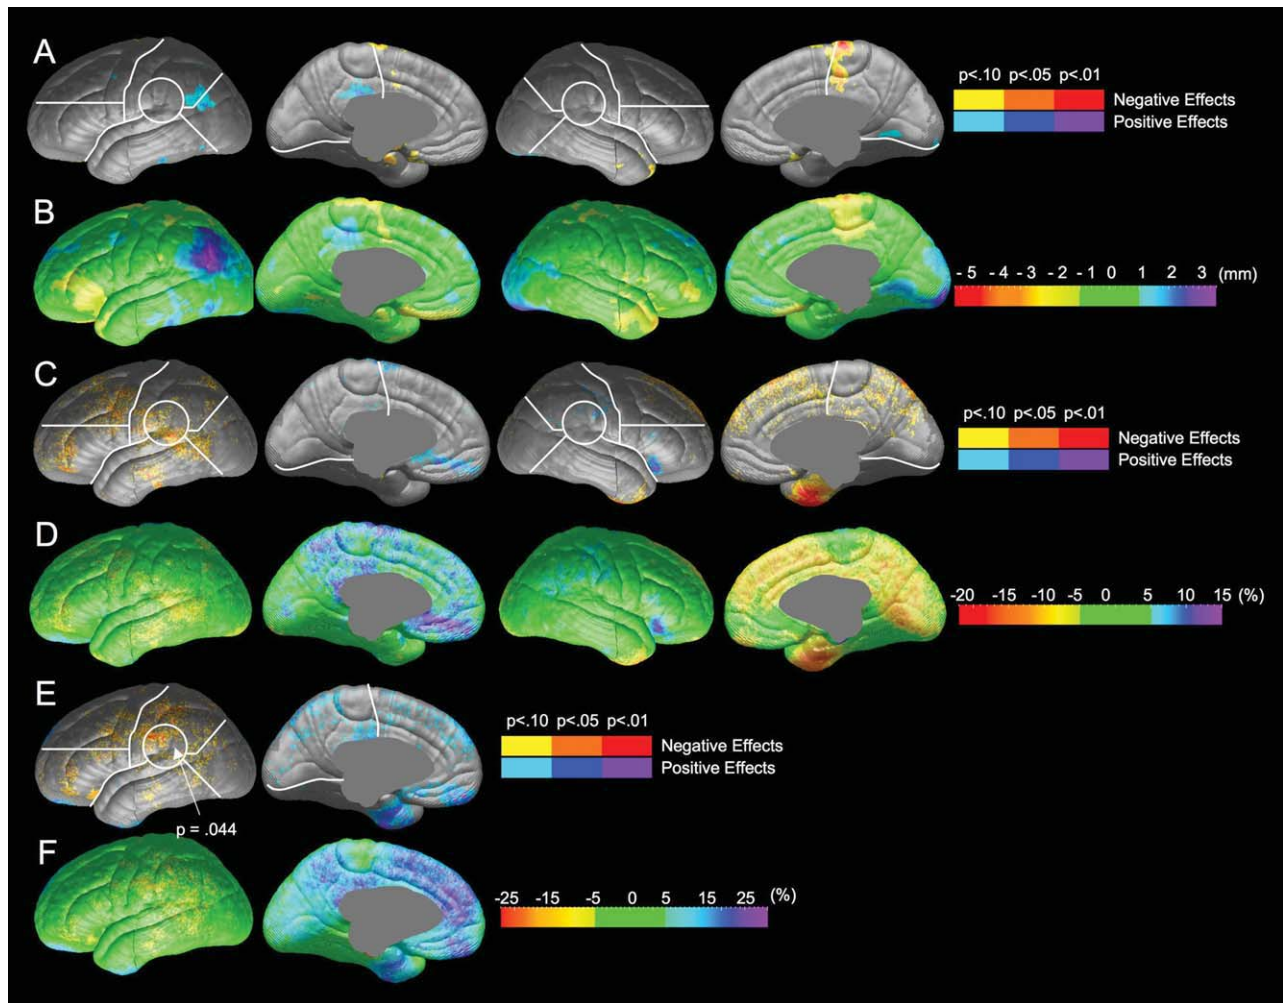 A
p<.10 p<.05 p<.01
Negative Effects
Positive Effects
B
- 5 - 4 - 3 - 2 - 1 0 1 2 3 (mm)
C
p<.10 p<.05 p<.01
Negative Effects
Positive Effects
D
-20 -15 -10 -5 0 5 10 15 (%)
E
p<.10 p<.05 p<.01
Negative Effects
Positive Effects
p = .044
F
-25 -15 -5 0 5 15 25 (%)